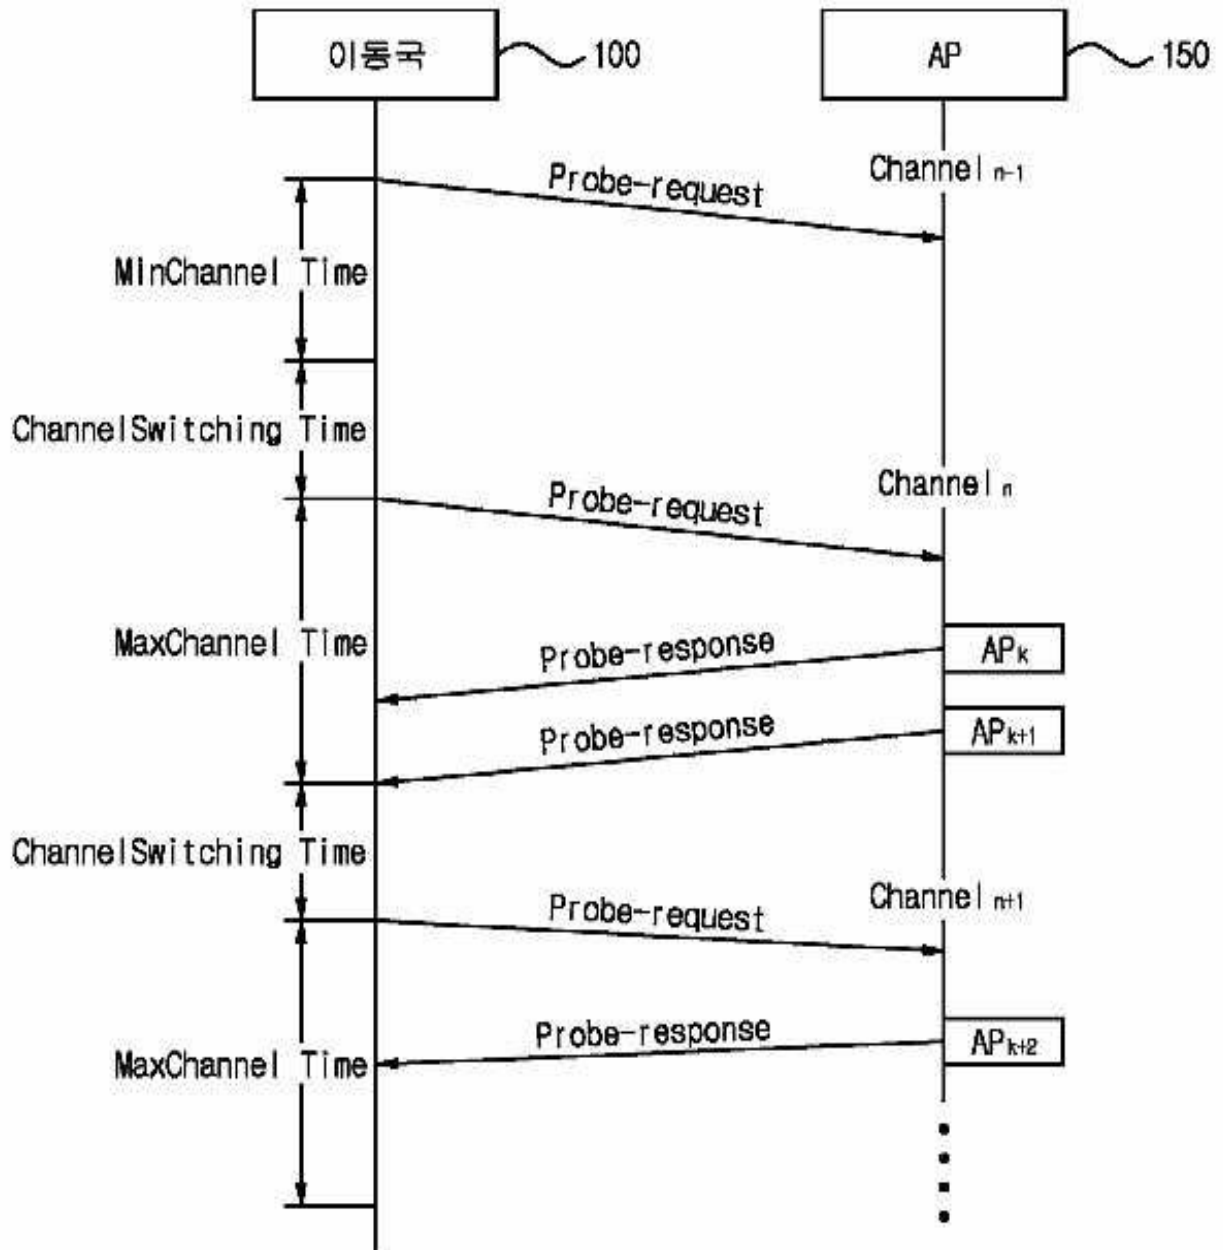 이동국 100
AP 150
Channel n-1
Probe-request
MinChannel Time
ChannelSwitching Time
Channel n
Probe-request
MaxChannel Time
Probe-response
APk
Probe-response
APk+1
ChannelSwitching Time
Channel n+1
Probe-request
Probe-response
APk+2
MaxChannel Time